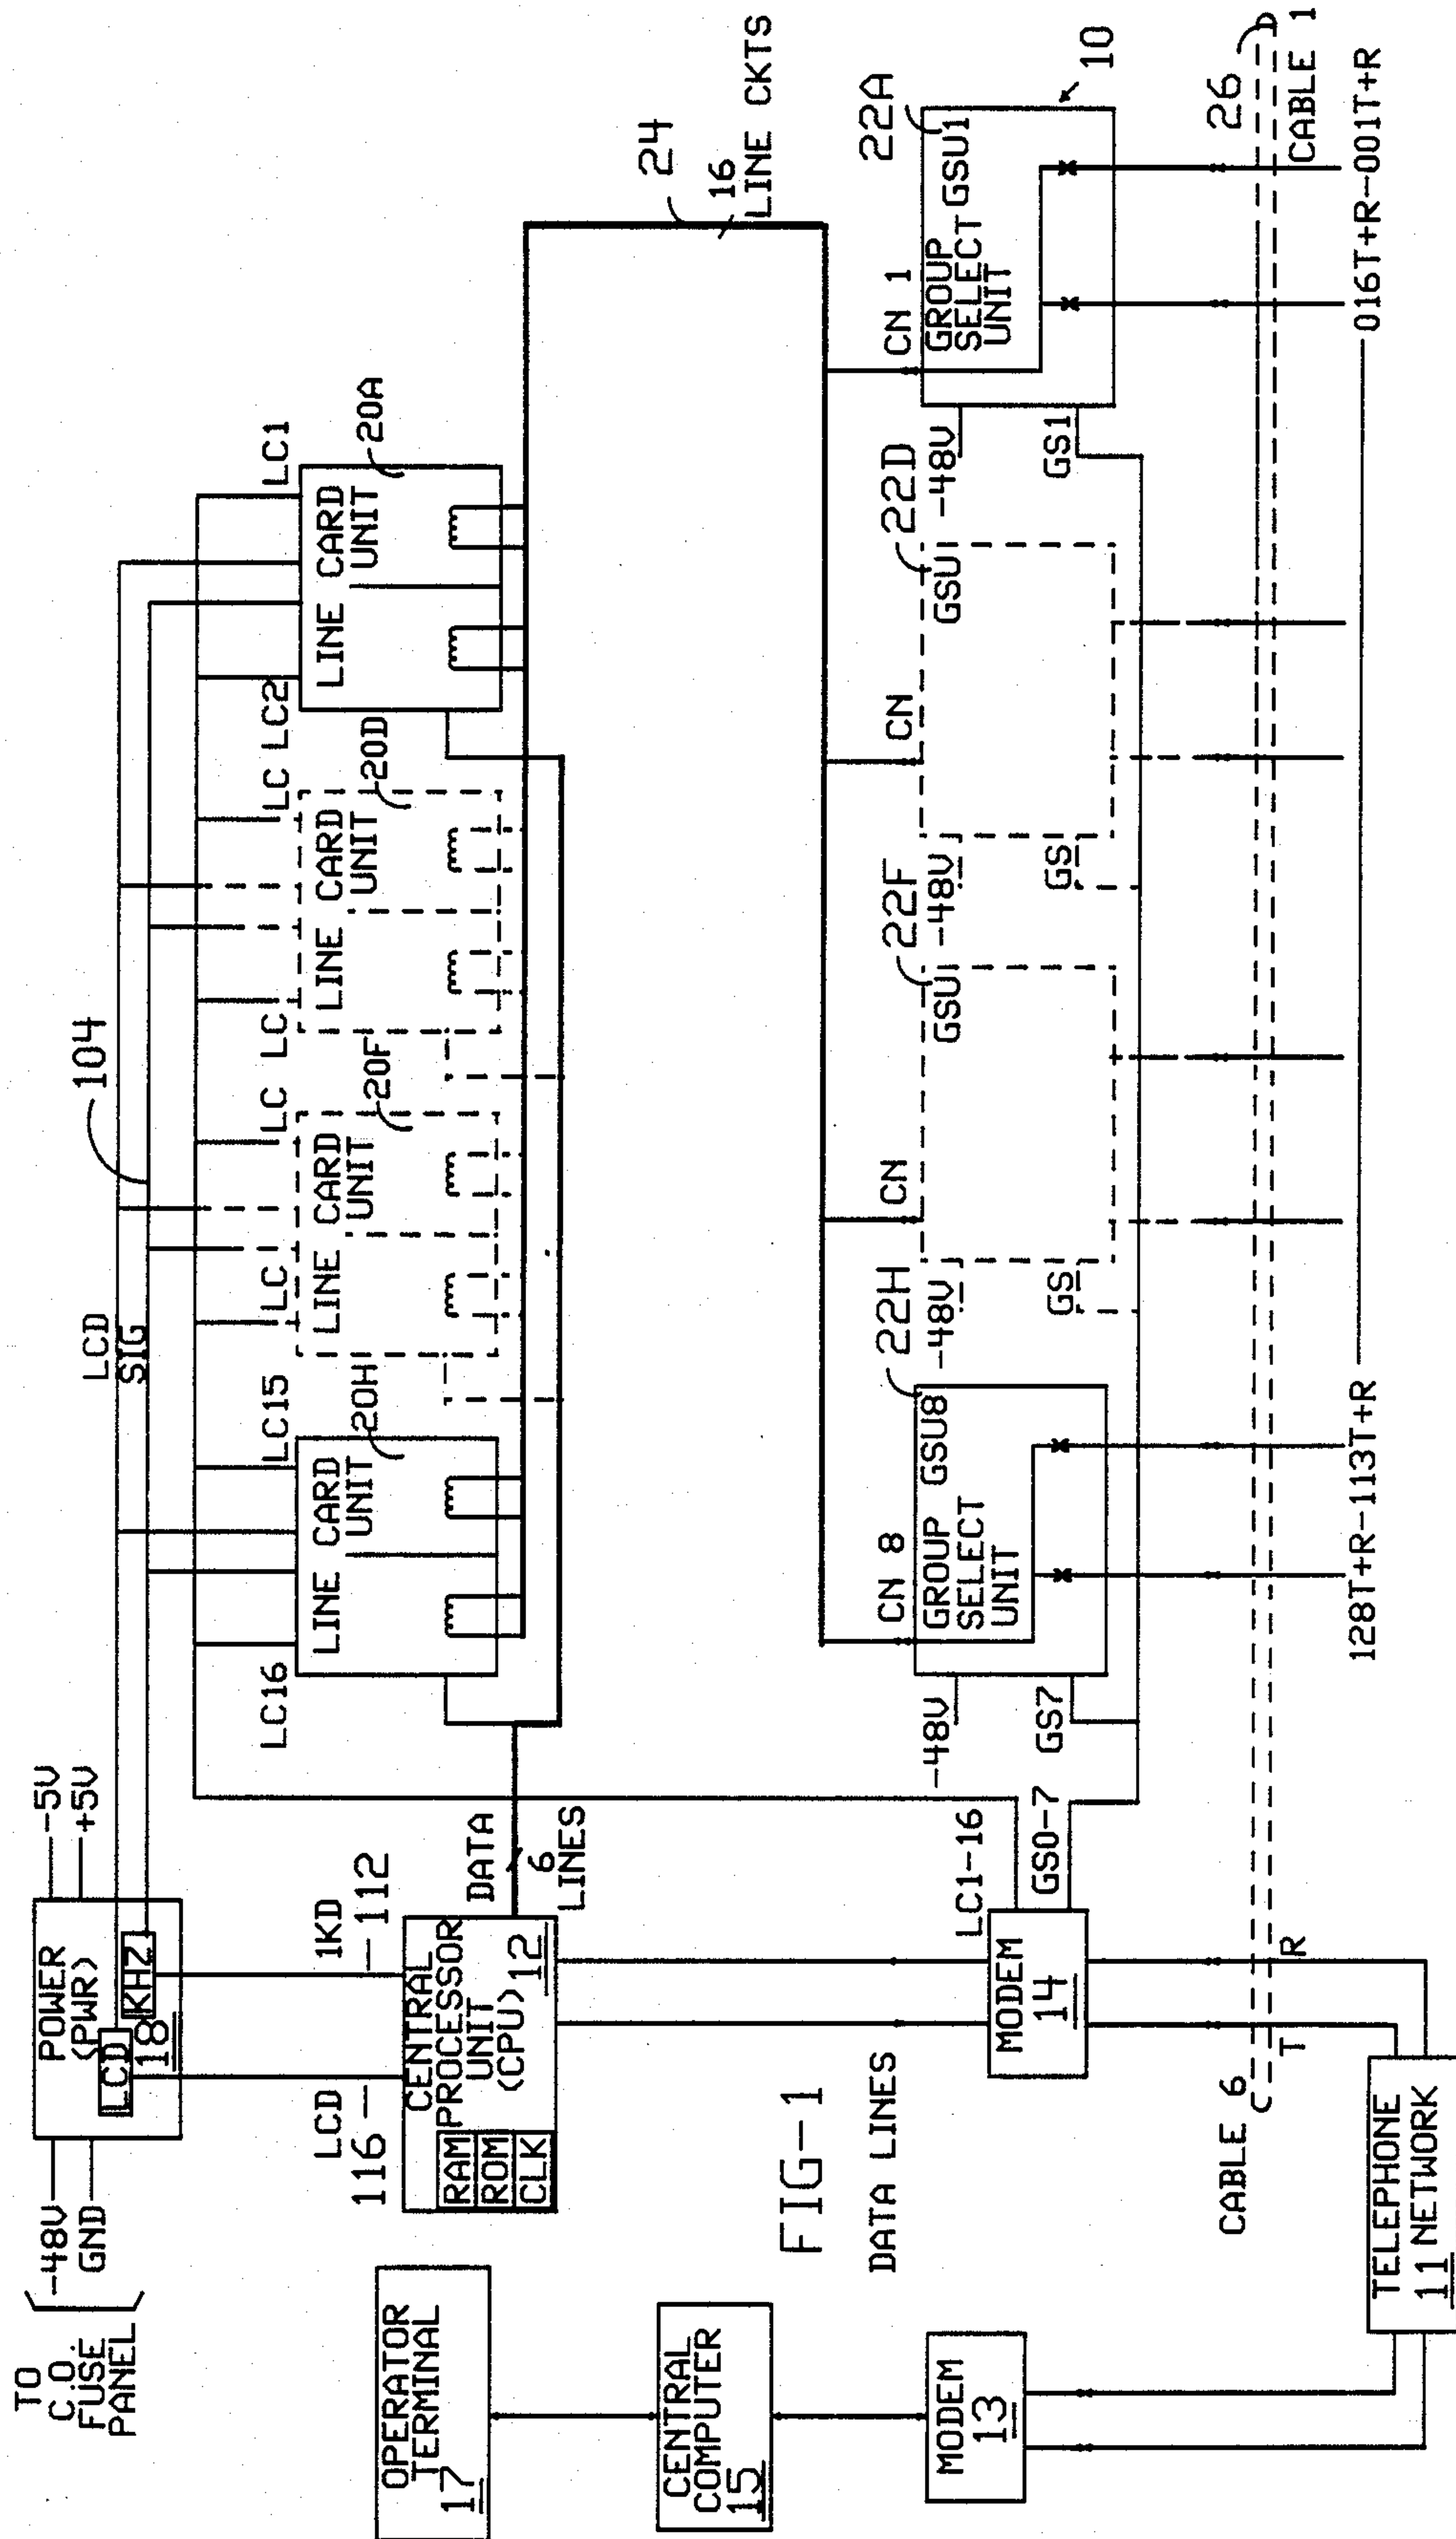 TO
C.O.
FUSE
PANEL
-48V
GND
POWER
(PWR)
LCD
KHZ
18
-5V
+5V
LCD
SIG
104
LCD
116
1KD
112
CENTRAL
PROCESSOR
UNIT
(CPU)
12
RAM
ROM
CLK
DATA
6
LINES
OPERATOR
TERMINAL
17
CENTRAL
COMPUTER
15
MODEM
13
TELEPHONE
NETWORK
11
MODEM
14
DATA LINES
FIG-1
LC1-16
GS0-7
T
R
CABLE 6
C
LC16
LC15
LINE CARD
UNIT
20H
LC
LC
LINE CARD
UNIT
20F
LC
LC
LINE CARD
UNIT
20D
LC2
LC1
LINE CARD
UNIT
20A
24
16
LINE CKTS
CN 8
GROUP
SELECT
UNIT
GSU8
22H
-48V
GS7
CN
GSU
22F
-48V
GS
CN
GSU
22D
-48V
GS
CN 1
GROUP
SELECT
UNIT
GSU1
22A
-48V
GS1
10
26
D
CABLE 1
128T+R-113T+R
016T+R-001T+R